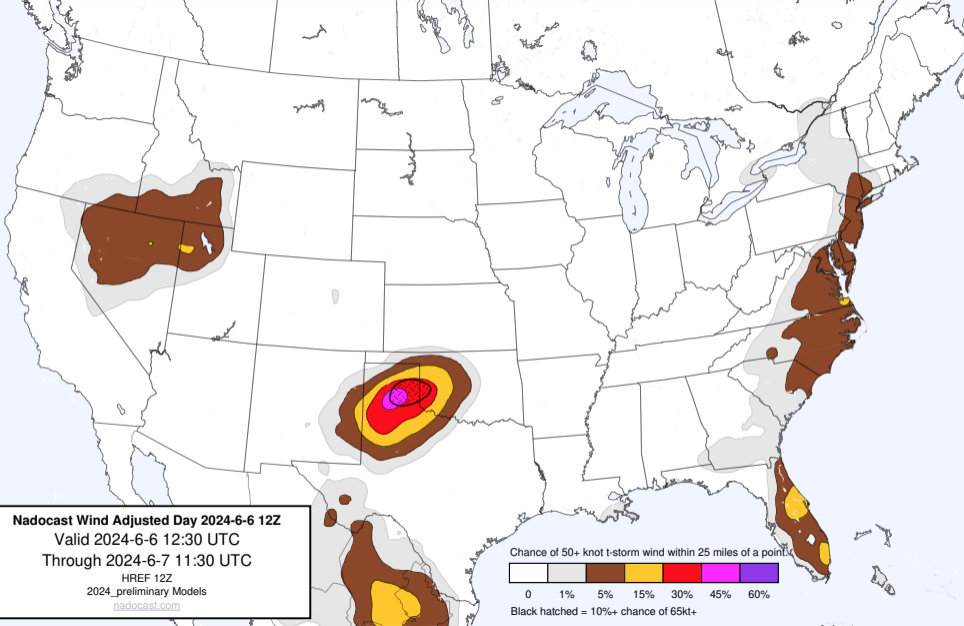 Nadocast Wind Adjusted Day 2024-6-6 12Z
Valid 2024-6-6 12:30 UTC
Through 2024-6-7 11:30 UTC
HREF 12Z
2024_preliminary Models
nadocast.com
Chance of 50+ knot t-storm wind within 25 miles of a point.
0 1% 5% 15% 30% 45% 60%
Black hatched = 10%+ chance of 65kt+